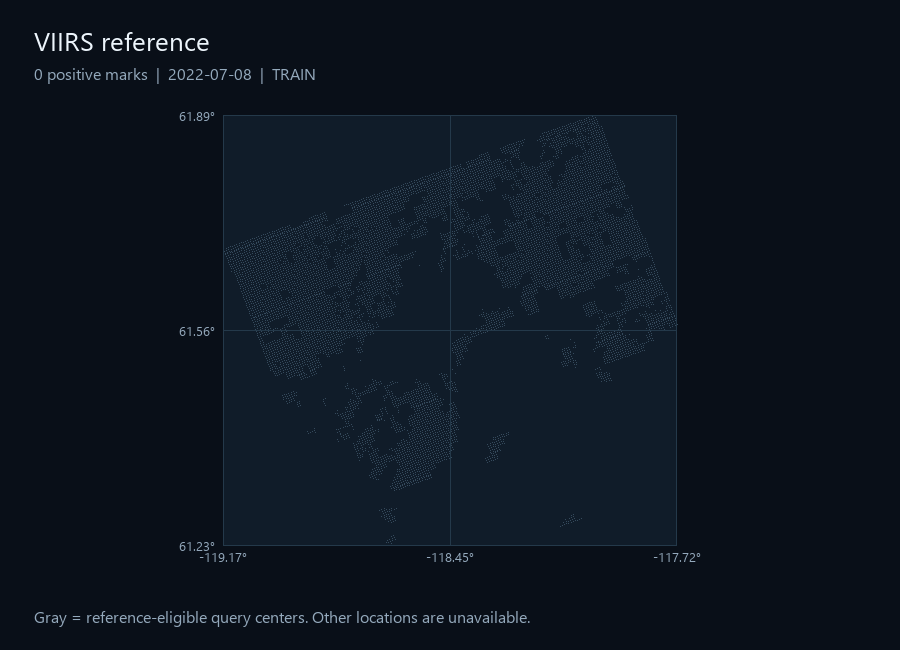 VIIRS reference
0 positive marks | 2022-07-08 | TRAIN
61.89°
61.56°
61.23°
-119.17°
-118.45°
-117.72°
Gray = reference-eligible query centers. Other locations are unavailable.